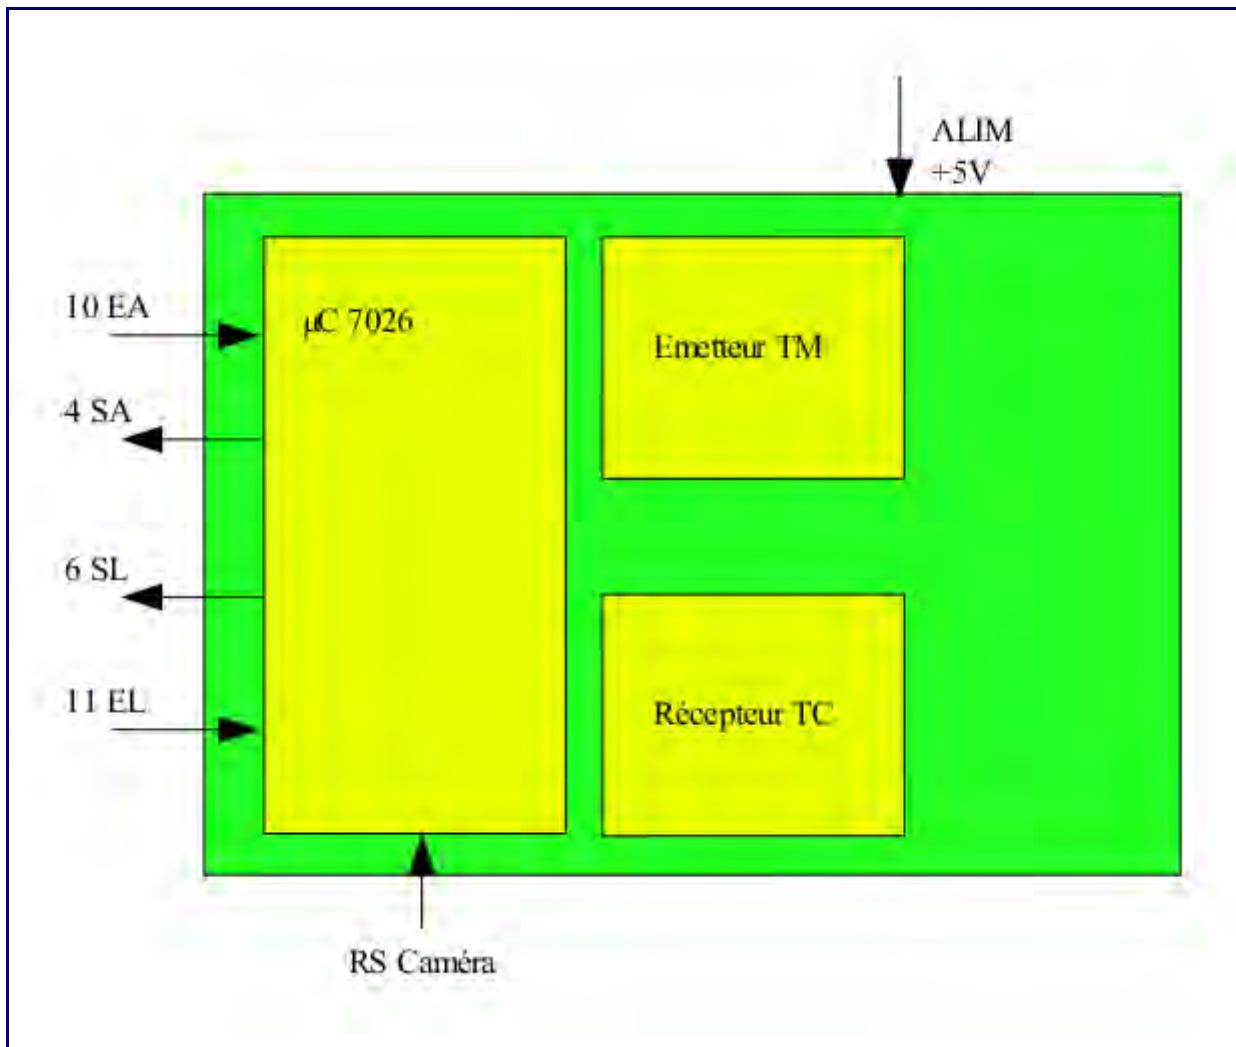 ALIM
+5V
10 EA
µC 7026
Emetteur TM
4 SA
6 SL
11 EL
Récepteur TC
RS Caméra